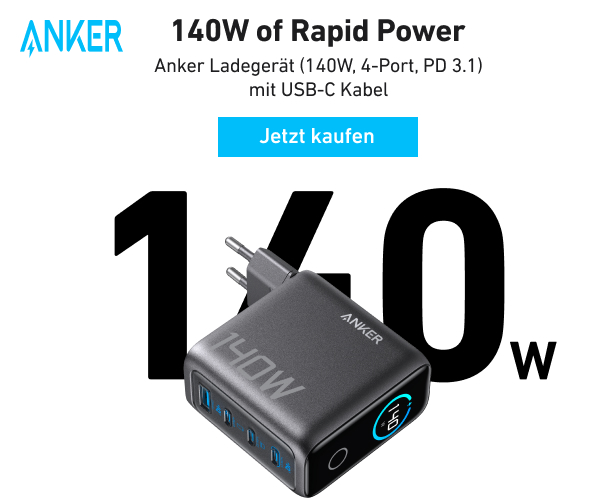 ANKER
140W of Rapid Power
Anker Ladegerät (140W, 4-Port, PD 3.1)
mit USB-C Kabel
Jetzt kaufen
140W
ANKER
140W
140